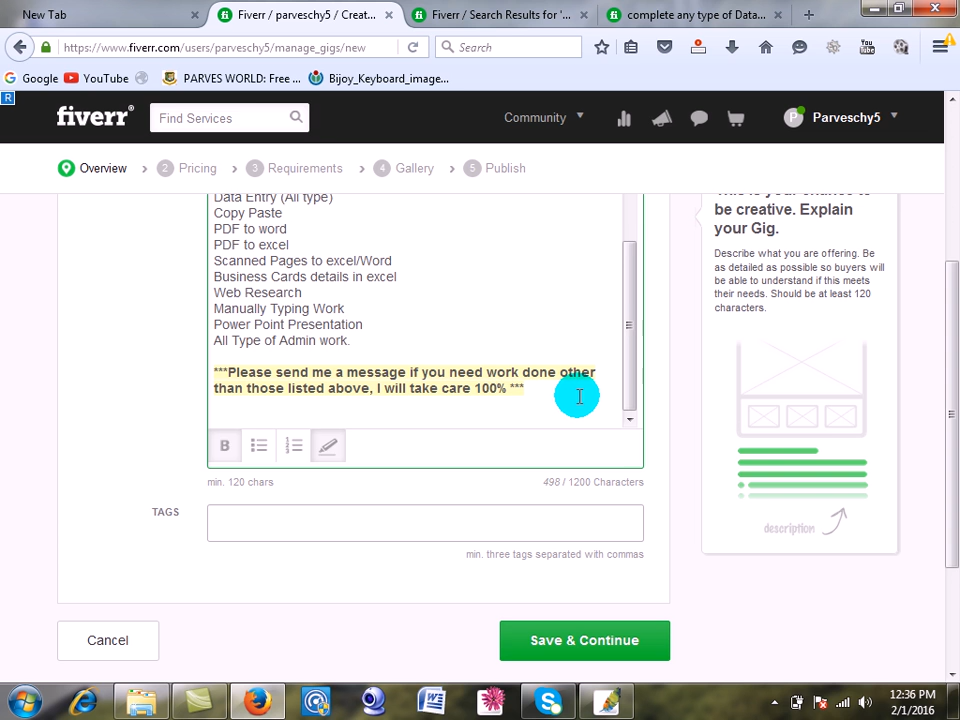 New Tab
Fiverr / parveschy5 / Creat...
Fiverr / Search Results for '...
complete any type of Data...
https://www.fiverr.com/users/parveschy5/manage_gigs/new
Search
You
Tube
Google
YouTube
PARVES WORLD: Free ...
Bijoy_Keyboard_image...
R
fiverr®
Find Services
Community
P
Parveschy5
Overview
2 Pricing
3 Requirements
4 Gallery
5 Publish
Data Entry (All type)
Copy Paste
PDF to word
PDF to excel
Scanned Pages to excel/Word
Business Cards details in excel
Web Research
Manually Typing Work
Power Point Presentation
All Type of Admin work.
***Please send me a message if you need work done other
than those listed above, I will take care 100% ***
B
min. 120 chars
498 / 1200 Characters
TAGS
min. three tags separated with commas
Cancel
Save & Continue
This is your chance to
be creative. Explain
your Gig.
Describe what you are offering. Be
as detailed as possible so buyers will
be able to understand if this meets
their needs. Should be at least 120
characters.
description
12:36 PM
2/1/2016